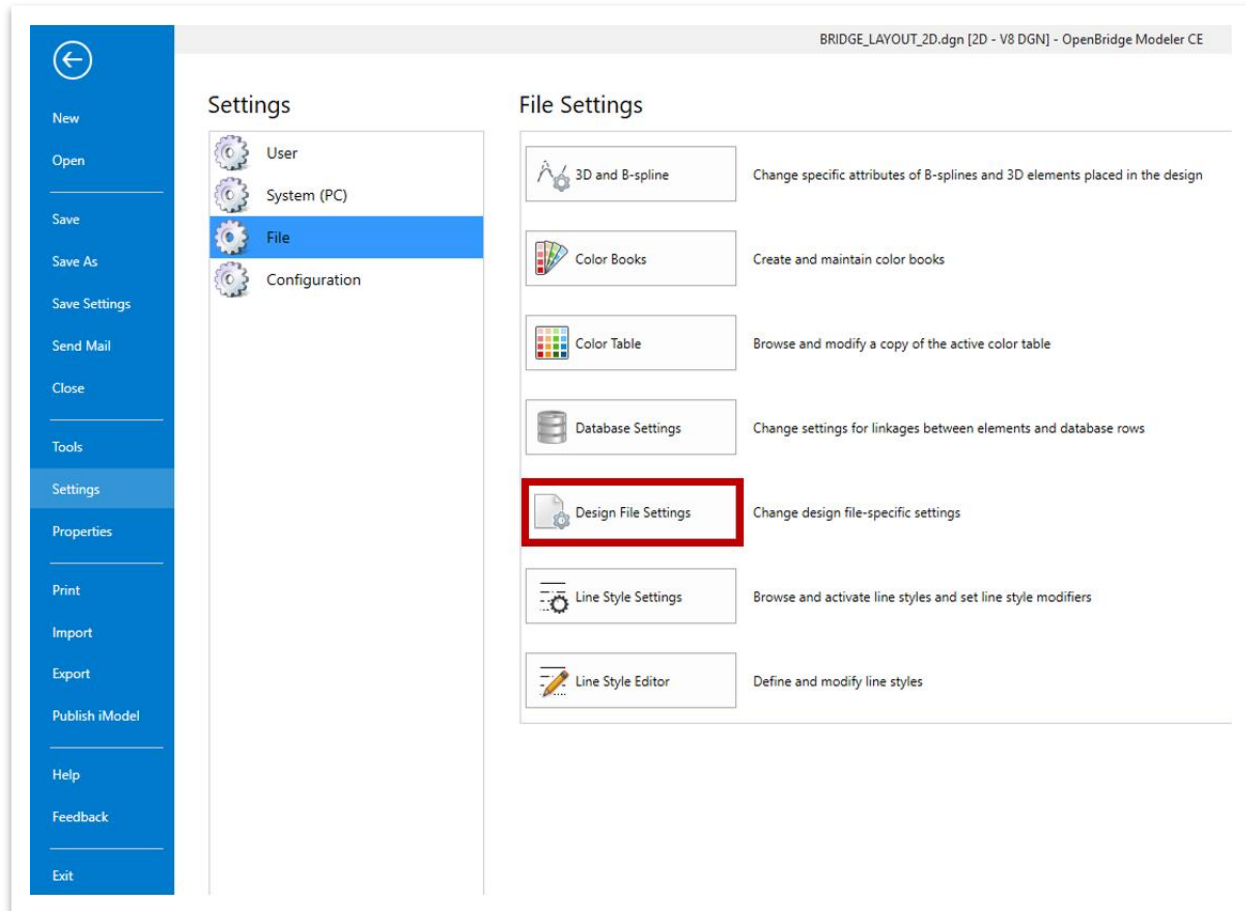 BRIDGE_LAYOUT_2D.dgn [2D - V8 DGN] - OpenBridge Modeler CE
New
Open
Save
Save As
Save Settings
Send Mail
Close
Tools
Settings
Properties
Print
Import
Export
Publish iModel
Help
Feedback
Exit
Settings
User
System (PC)
File
Configuration
File Settings
3D and B-spline Change specific attributes of B-splines and 3D elements placed in the design
Color Books Create and maintain color books
Color Table Browse and modify a copy of the active color table
Database Settings Change settings for linkages between elements and database rows
Design File Settings Change design file-specific settings
Line Style Settings Browse and activate line styles and set line style modifiers
Line Style Editor Define and modify line styles